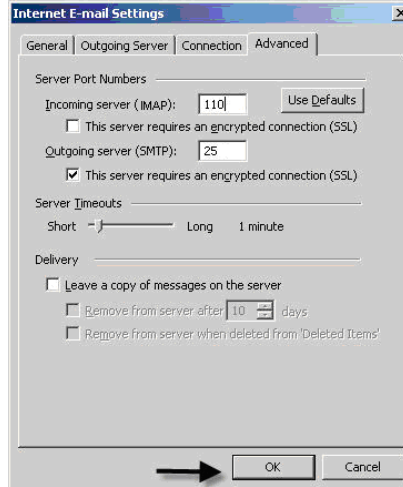 Internet E-mail Settings
General Outgoing Server Connection Advanced
Server Port Numbers
Incoming server (IMAP): 110 Use Defaults
This server requires an encrypted connection (SSL)
Outgoing server (SMTP): 25
This server requires an encrypted connection (SSL)
Server Timeouts
Short Long 1 minute
Delivery
Leave a copy of messages on the server
Remove from server after 10 days
Remove from server when deleted from 'Deleted Items'
OK Cancel